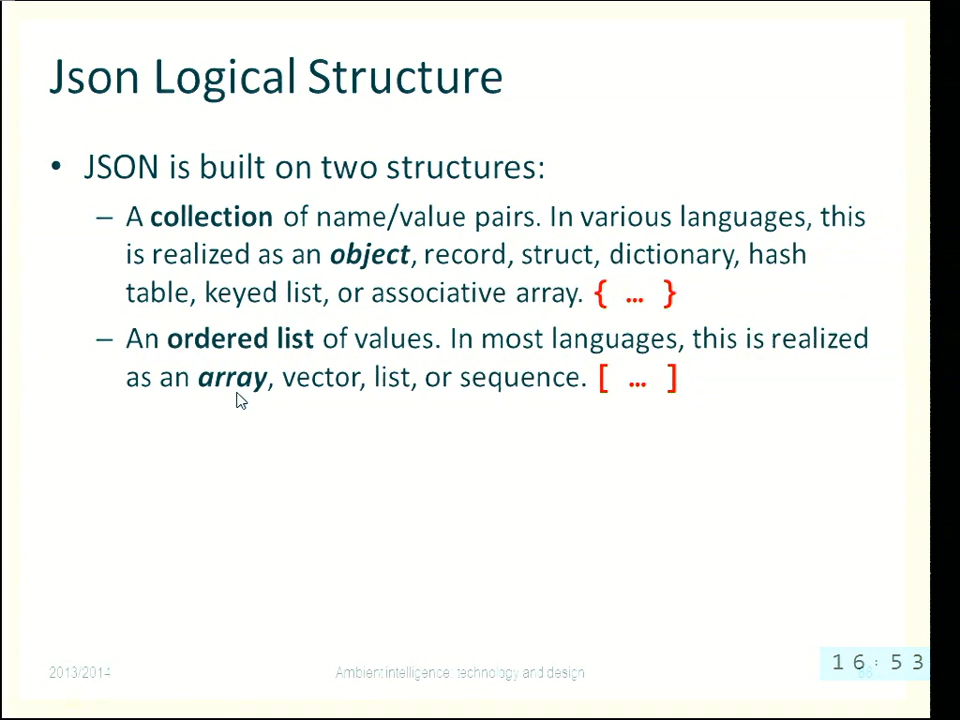 Json Logical Structure
• JSON is built on two structures:
– A collection of name/value pairs. In various languages, this
is realized as an object, record, struct, dictionary, hash
table, keyed list, or associative array. { … }
– An ordered list of values. In most languages, this is realized
as an array, vector, list, or sequence. [ … ]
2013/2014
Ambient intelligence: technology and design
16:53